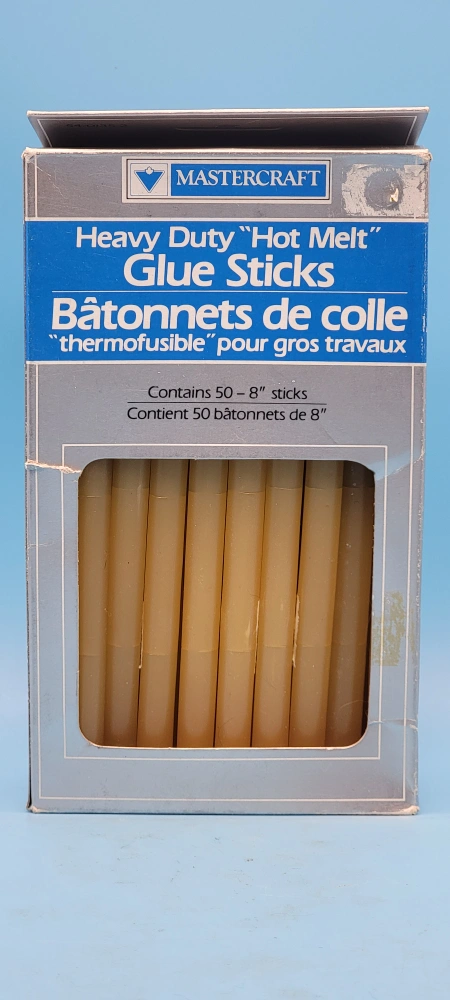 MASTERCRAFT
Heavy Duty "Hot Melt"
Glue Sticks
Bâtonnets de colle
"thermofusible" pour gros travaux
Contains 50 – 8" sticks
Contient 50 bâtonnets de 8"